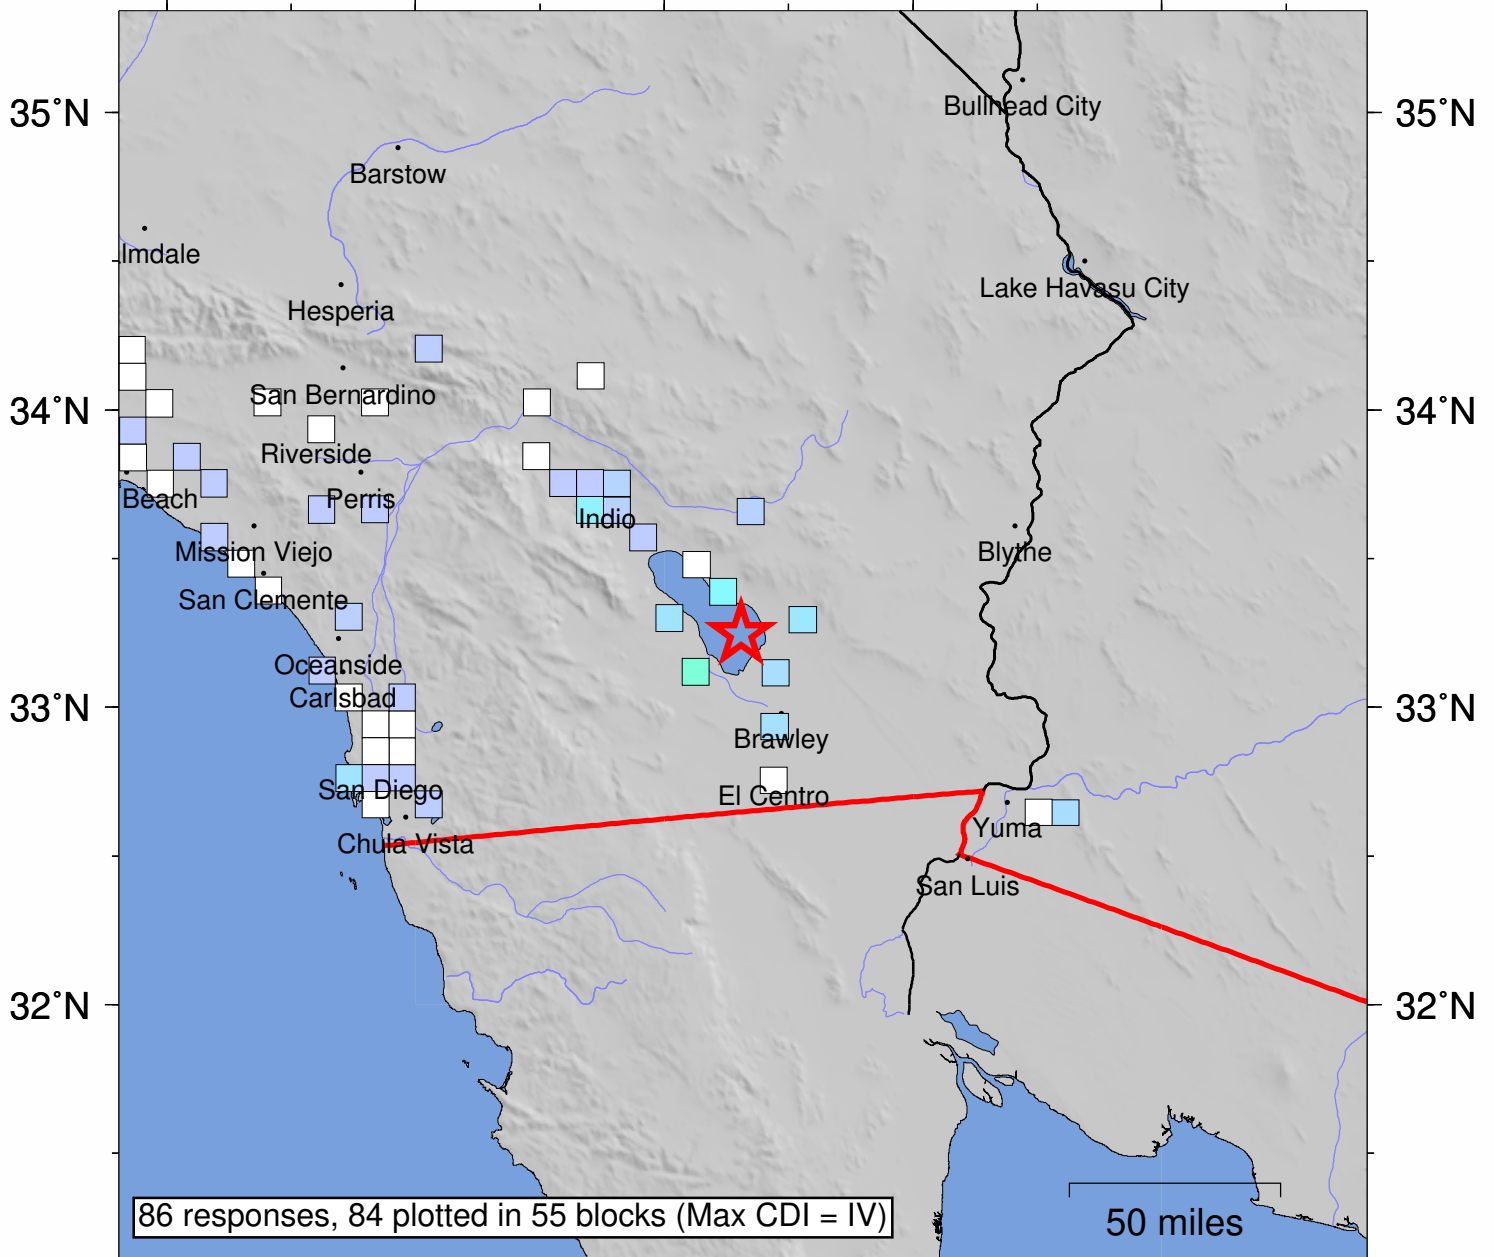 Bullhead City
35°N
35°N
Barstow
lmdale
Lake Havasu City
Hesperia
San Bernardino
34°N
34°N
Riverside
Beach
Perris
Indio
Mission Viejo
Blythe
San Clemente
Oceanside
Carlsbad
33°N
33°N
Brawley
San Diego
El Centro
Yuma
Chula Vista
San Luis
32°N
32°N
86 responses, 84 plotted in 55 blocks (Max CDI = IV)
50 miles